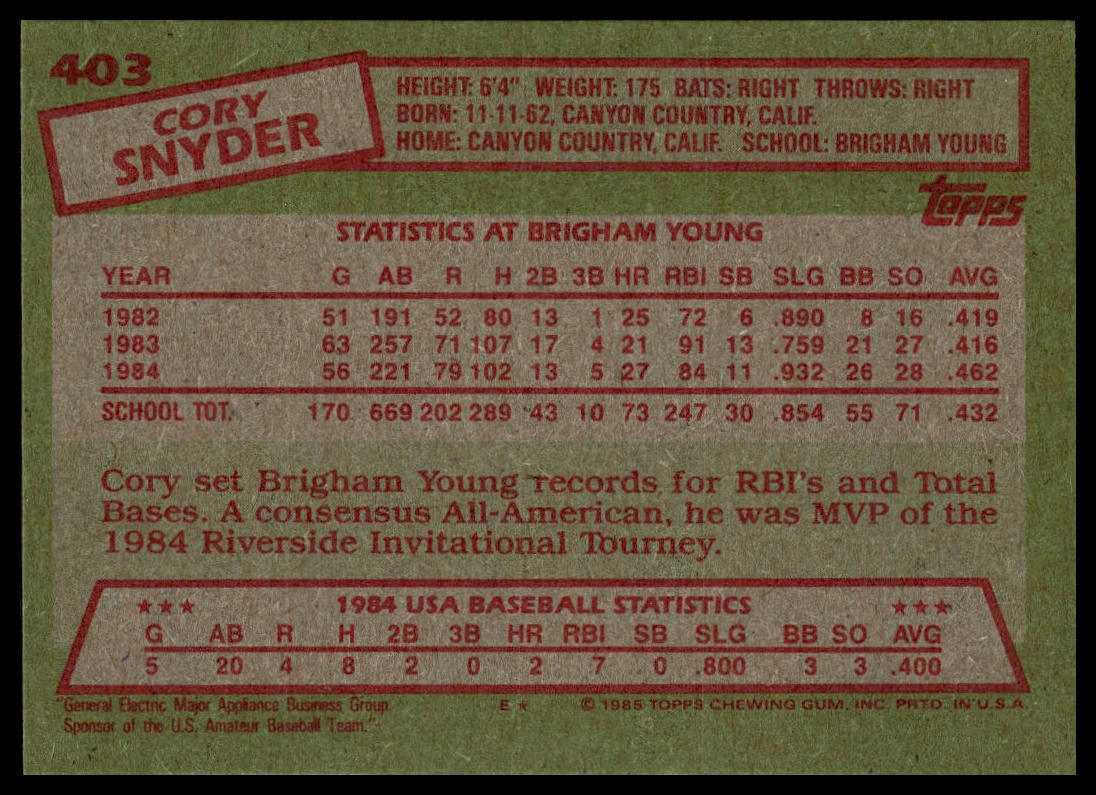 403
CORY
SNYDER
HEIGHT: 6'4" WEIGHT: 175 BATS: RIGHT THROWS: RIGHT
BORN: 11-11-62, CANYON COUNTRY, CALIF.
HOME: CANYON COUNTRY, CALIF. SCHOOL: BRIGHAM YOUNG
topps
STATISTICS AT BRIGHAM YOUNG
YEAR G AB R H 2B 3B HR RBI SB SLG BB SO AVG
1982 51 191 52 80 13 1 25 72 6 .890 8 16 .419
1983 63 257 71 107 17 4 21 91 13 .759 21 27 .416
1984 56 221 79 102 13 5 27 84 11 .932 26 28 .462
SCHOOL TOT. 170 669 202 289 43 10 73 247 30 .854 55 71 .432
Cory set Brigham Young records for RBI's and Total
Bases. A consensus All-American, he was MVP of the
1984 Riverside Invitational Tourney.
★★★ 1984 USA BASEBALL STATISTICS ★★★
G AB R H 2B 3B HR RBI SB SLG BB SO AVG
5 20 4 8 2 0 2 7 0 .800 3 3 .400
"General Electric Major Appliance Business Group
Sponsor of the U.S. Amateur Baseball Team."
E ★ © 1985 TOPPS CHEWING GUM, INC. PRTD. IN U.S.A.